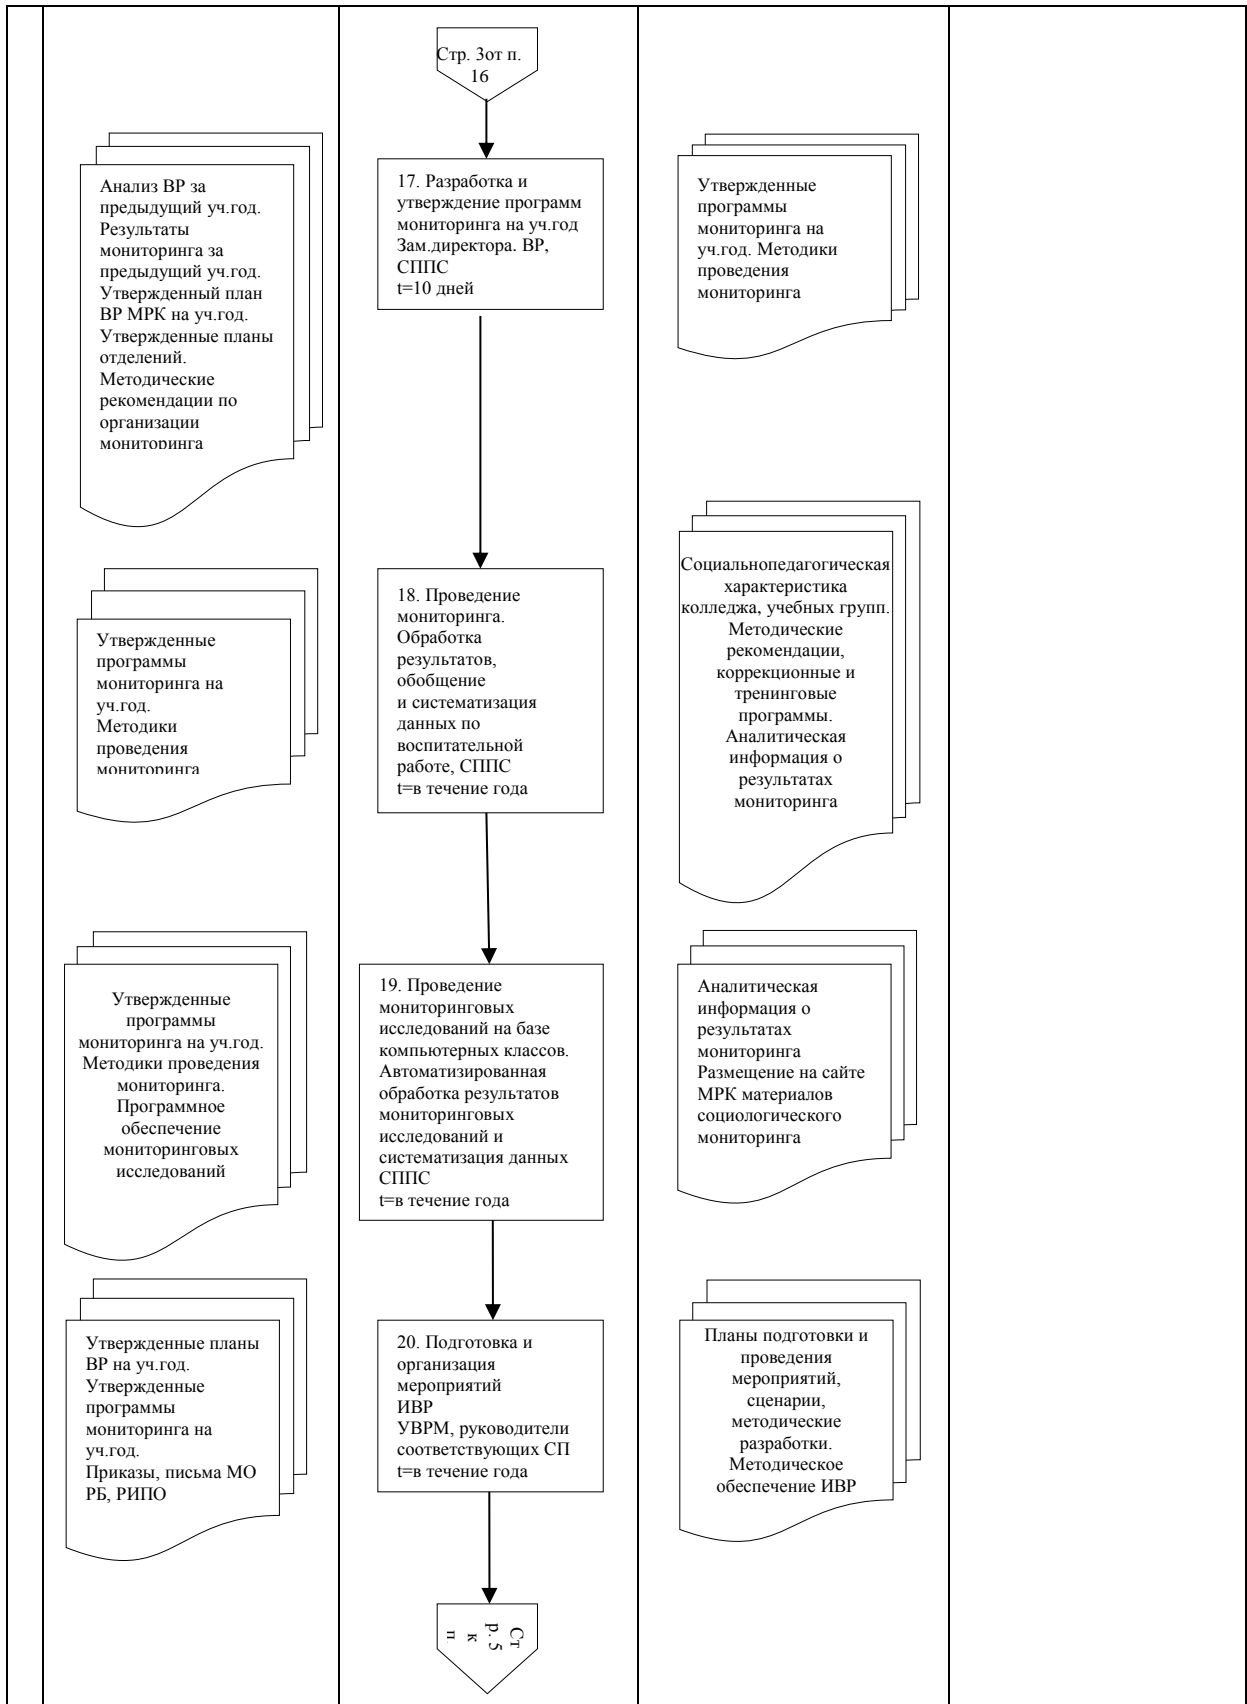 Стр. 3от п.
16
Анализ ВР за
предыдущий уч.год.
Результаты
мониторинга за
предыдущий уч.год.
Утвержденный план
ВР МРК на уч.год.
Утвержденные планы
отделений.
Методические
рекомендации по
организации
мониторинга
17. Разработка и
утверждение программ
мониторинга на уч.год
Зам.директора. ВР,
СППС
t=10 дней
Утвержденные
программы
мониторинга на
уч.год. Методики
проведения
мониторинга
Утвержденные
программы
мониторинга на
уч.год.
Методики
проведения
мониторинга
18. Проведение
мониторинга.
Обработка
результатов,
обобщение
и систематизация
данных по
воспитательной
работе, СППС
t=в течение года
Социальнопедагогическая
характеристика
колледжа, учебных групп.
Методические
рекомендации,
коррекционные и
тренинговые
программы.
Аналитическая
информация о
результатах
мониторинга
Утвержденные
программы
мониторинга на уч.год.
Методики проведения
мониторинга.
Программное
обеспечение
мониторинговых
исследований
19. Проведение
мониторинговых
исследований на базе
компьютерных классов.
Автоматизированная
обработка результатов
мониторинговых
исследований и
систематизация данных
СППС
t=в течение года
Аналитическая
информация о
результатах
мониторинга
Размещение на сайте
МРК материалов
социологического
мониторинга
Утвержденные планы
ВР на уч.год.
Утвержденные
программы
мониторинга на
уч.год.
Приказы, письма МО
РБ, РИПО
20. Подготовка и
организация
мероприятий
ИВР
УВРМ, руководители
соответствующих СП
t=в течение года
Планы подготовки и
проведения
мероприятий,
сценарии,
методические
разработки.
Методическое
обеспечение ИВР
Ст
р. 5
к
п